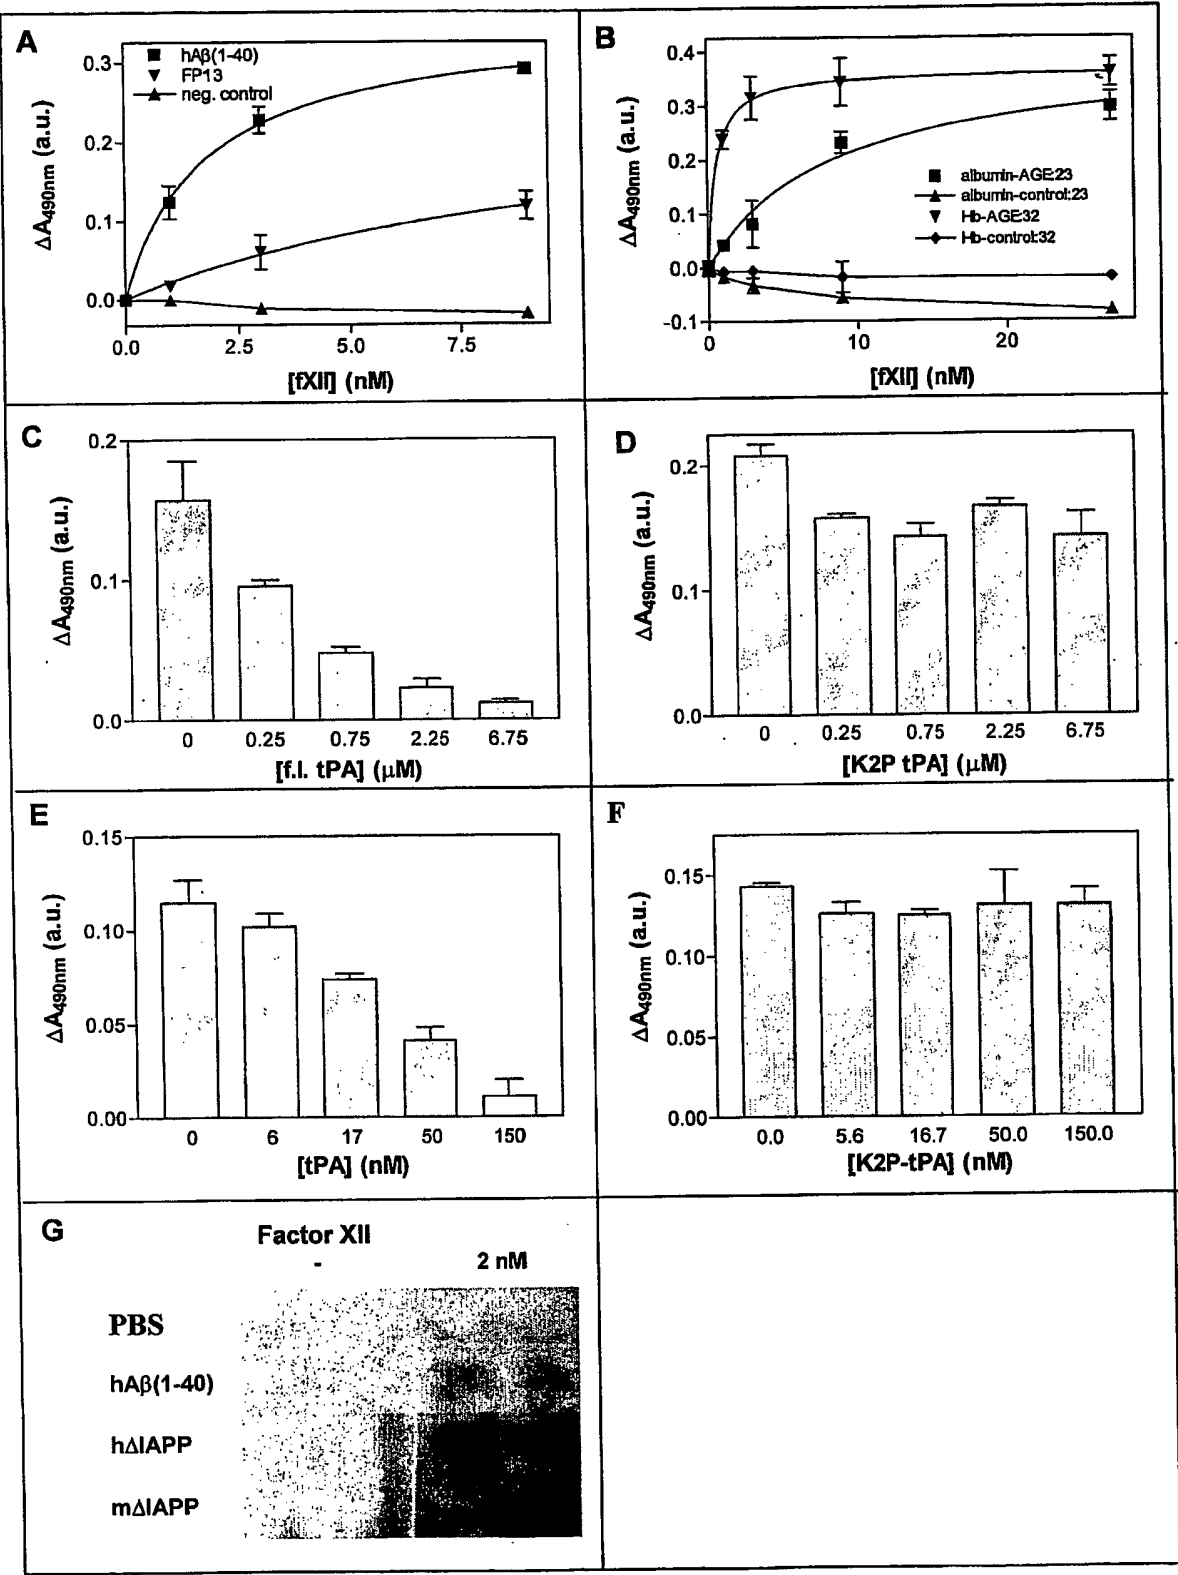 A
hAβ(1-40)
FP13
neg. control
0.3
0.2
0.1
0.0
ΔA490nm (a.u.)
0.0 2.5 5.0 7.5
[fXII] (nM)
B
0.4
0.3
0.2
0.1
0.0
-0.1
ΔA490nm (a.u.)
albumin-AGE:23
albumin-control:23
Hb-AGE:32
Hb-control:32
0 10 20
[fXII] (nM)
C
0.2
0.1
0.0
ΔA490nm (a.u.)
0 0.25 0.75 2.25 6.75
[f.l. tPA] (μM)
D
0.2
0.1
0.0
ΔA490nm (a.u.)
0 0.25 0.75 2.25 6.75
[K2P tPA] (μM)
E
0.15
0.10
0.05
0.00
ΔA490nm (a.u.)
0 6 17 50 150
[tPA] (nM)
F
0.15
0.10
0.05
0.00
ΔA490nm (a.u.)
0.0 5.6 16.7 50.0 150.0
[K2P-tPA] (nM)
G
Factor XII
- 2 nM
PBS
hAβ(1-40)
hΔIAPP
mΔIAPP